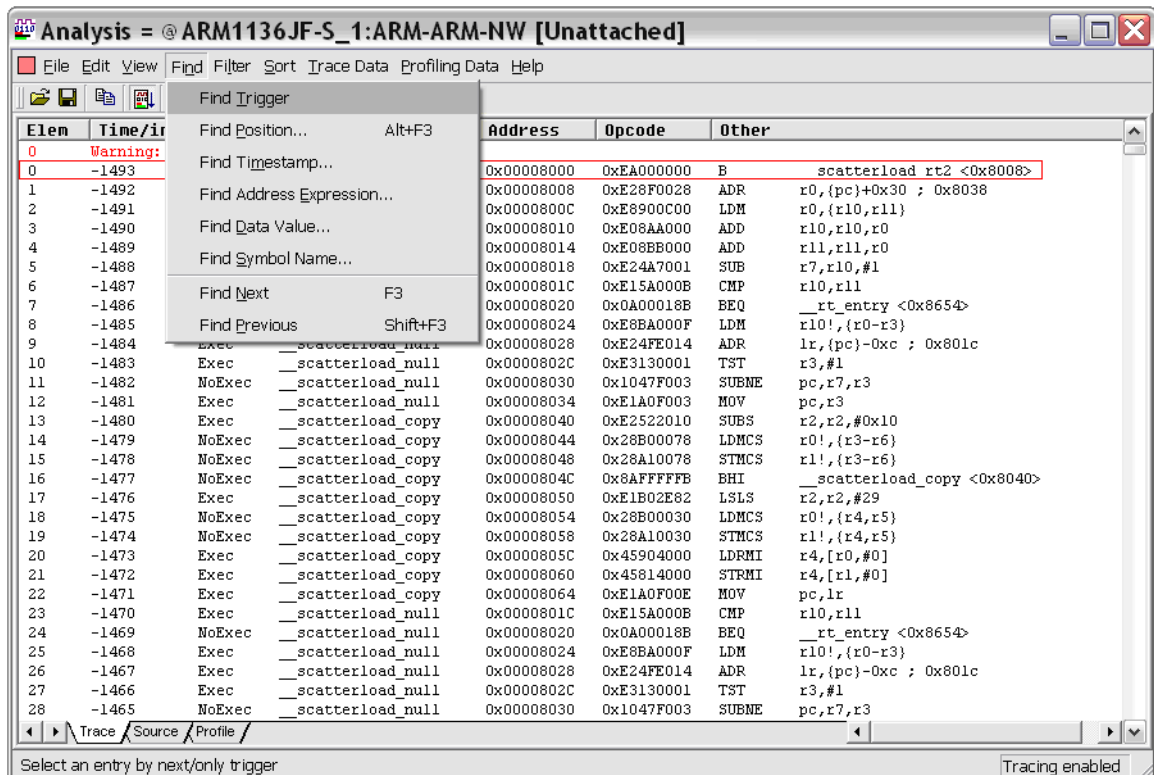 Analysis = @ARM1136JF-S_1:ARM-ARM-NW [Unattached]
File Edit View Find Filter Sort Trace Data Profiling Data Help
Find Trigger
Find Position... Alt+F3
Find Timestamp...
Find Address Expression...
Find Data Value...
Find Symbol Name...
Find Next F3
Find Previous Shift+F3
Elem Time/in Address Opcode Other
0 Warning:
0 -1493 0x00008000 0xEA000000 B __scatterload_rt2 <0x8008>
1 -1492 0x00008008 0xE28F0028 ADR r0,{pc}+0x30 ; 0x8038
2 -1491 0x0000800C 0xE8900C00 LDM r0,{r10,r11}
3 -1490 0x00008010 0xE08AA000 ADD r10,r10,r0
4 -1489 0x00008014 0xE08BB000 ADD r11,r11,r0
5 -1488 0x00008018 0xE24A7001 SUB r7,r10,#1
6 -1487 0x0000801C 0xE15A000B CMP r10,r11
7 -1486 0x00008020 0x0A00018B BEQ __rt_entry <0x8654>
8 -1485 0x00008024 0xE8BA000F LDM r10!,{r0-r3}
9 -1484 Exec __scatterload_null 0x00008028 0xE24FE014 ADR lr,{pc}-0xc ; 0x801c
10 -1483 Exec __scatterload_null 0x0000802C 0xE3130001 TST r3,#1
11 -1482 NoExec __scatterload_null 0x00008030 0x1047F003 SUBNE pc,r7,r3
12 -1481 Exec __scatterload_null 0x00008034 0xE1A0F003 MOV pc,r3
13 -1480 Exec __scatterload_copy 0x00008040 0xE2522010 SUBS r2,r2,#0x10
14 -1479 NoExec __scatterload_copy 0x00008044 0x28B00078 LDMCS r0!,{r3-r6}
15 -1478 NoExec __scatterload_copy 0x00008048 0x28A10078 STMCS r1!,{r3-r6}
16 -1477 NoExec __scatterload_copy 0x0000804C 0x8AFFFFFB BHI __scatterload_copy <0x8040>
17 -1476 Exec __scatterload_copy 0x00008050 0xE1B02E82 LSLS r2,r2,#29
18 -1475 NoExec __scatterload_copy 0x00008054 0x28B00030 LDMCS r0!,{r4,r5}
19 -1474 NoExec __scatterload_copy 0x00008058 0x28A10030 STMCS r1!,{r4,r5}
20 -1473 Exec __scatterload_copy 0x0000805C 0x45904000 LDRMI r4,[r0,#0]
21 -1472 Exec __scatterload_copy 0x00008060 0x45814000 STRMI r4,[r1,#0]
22 -1471 Exec __scatterload_copy 0x00008064 0xE1A0F00E MOV pc,lr
23 -1470 Exec __scatterload_null 0x0000801C 0xE15A000B CMP r10,r11
24 -1469 NoExec __scatterload_null 0x00008020 0x0A00018B BEQ __rt_entry <0x8654>
25 -1468 Exec __scatterload_null 0x00008024 0xE8BA000F LDM r10!,{r0-r3}
26 -1467 Exec __scatterload_null 0x00008028 0xE24FE014 ADR lr,{pc}-0xc ; 0x801c
27 -1466 Exec __scatterload_null 0x0000802C 0xE3130001 TST r3,#1
28 -1465 NoExec __scatterload_null 0x00008030 0x1047F003 SUBNE pc,r7,r3
Trace Source Profile
Select an entry by next/only trigger Tracing enabled